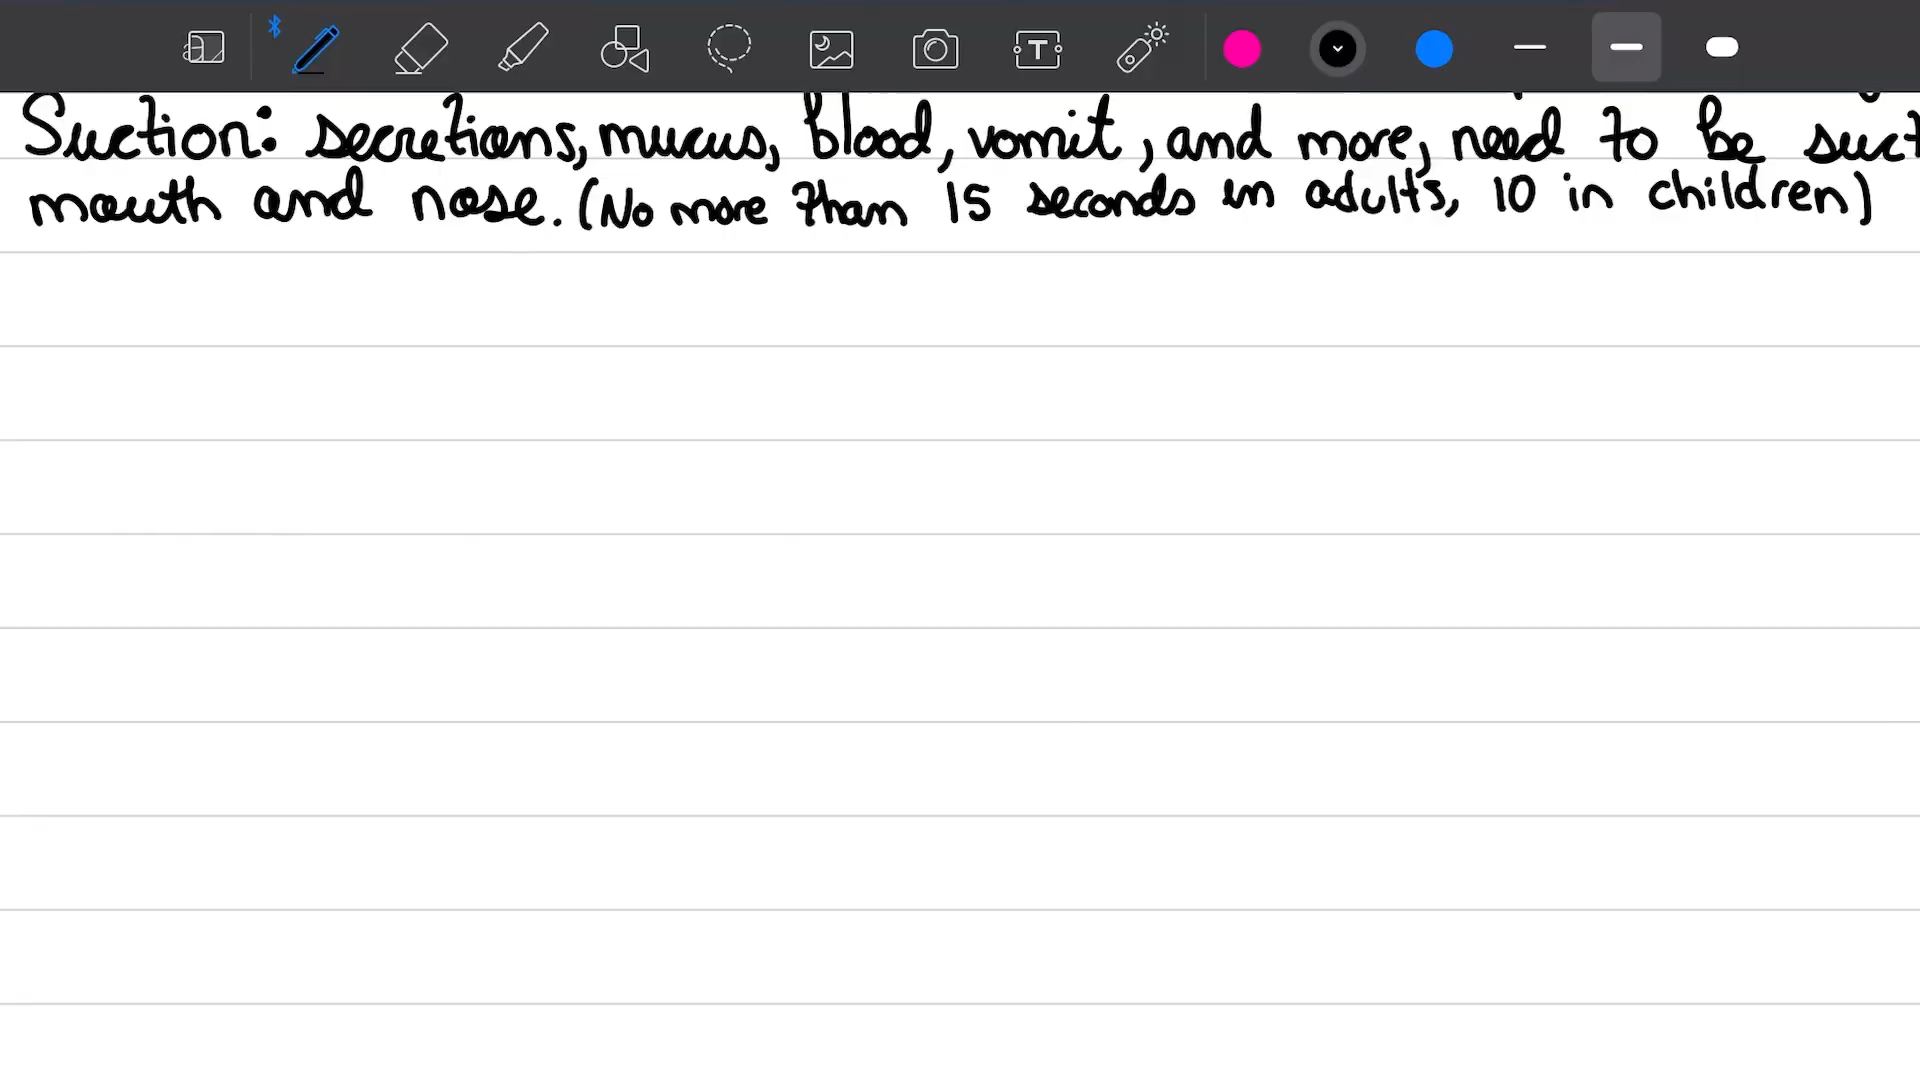 Suction: secretions, mucus, blood, vomit, and more, need to be suct
mouth and nose. (No more than 15 seconds in adults, 10 in children)